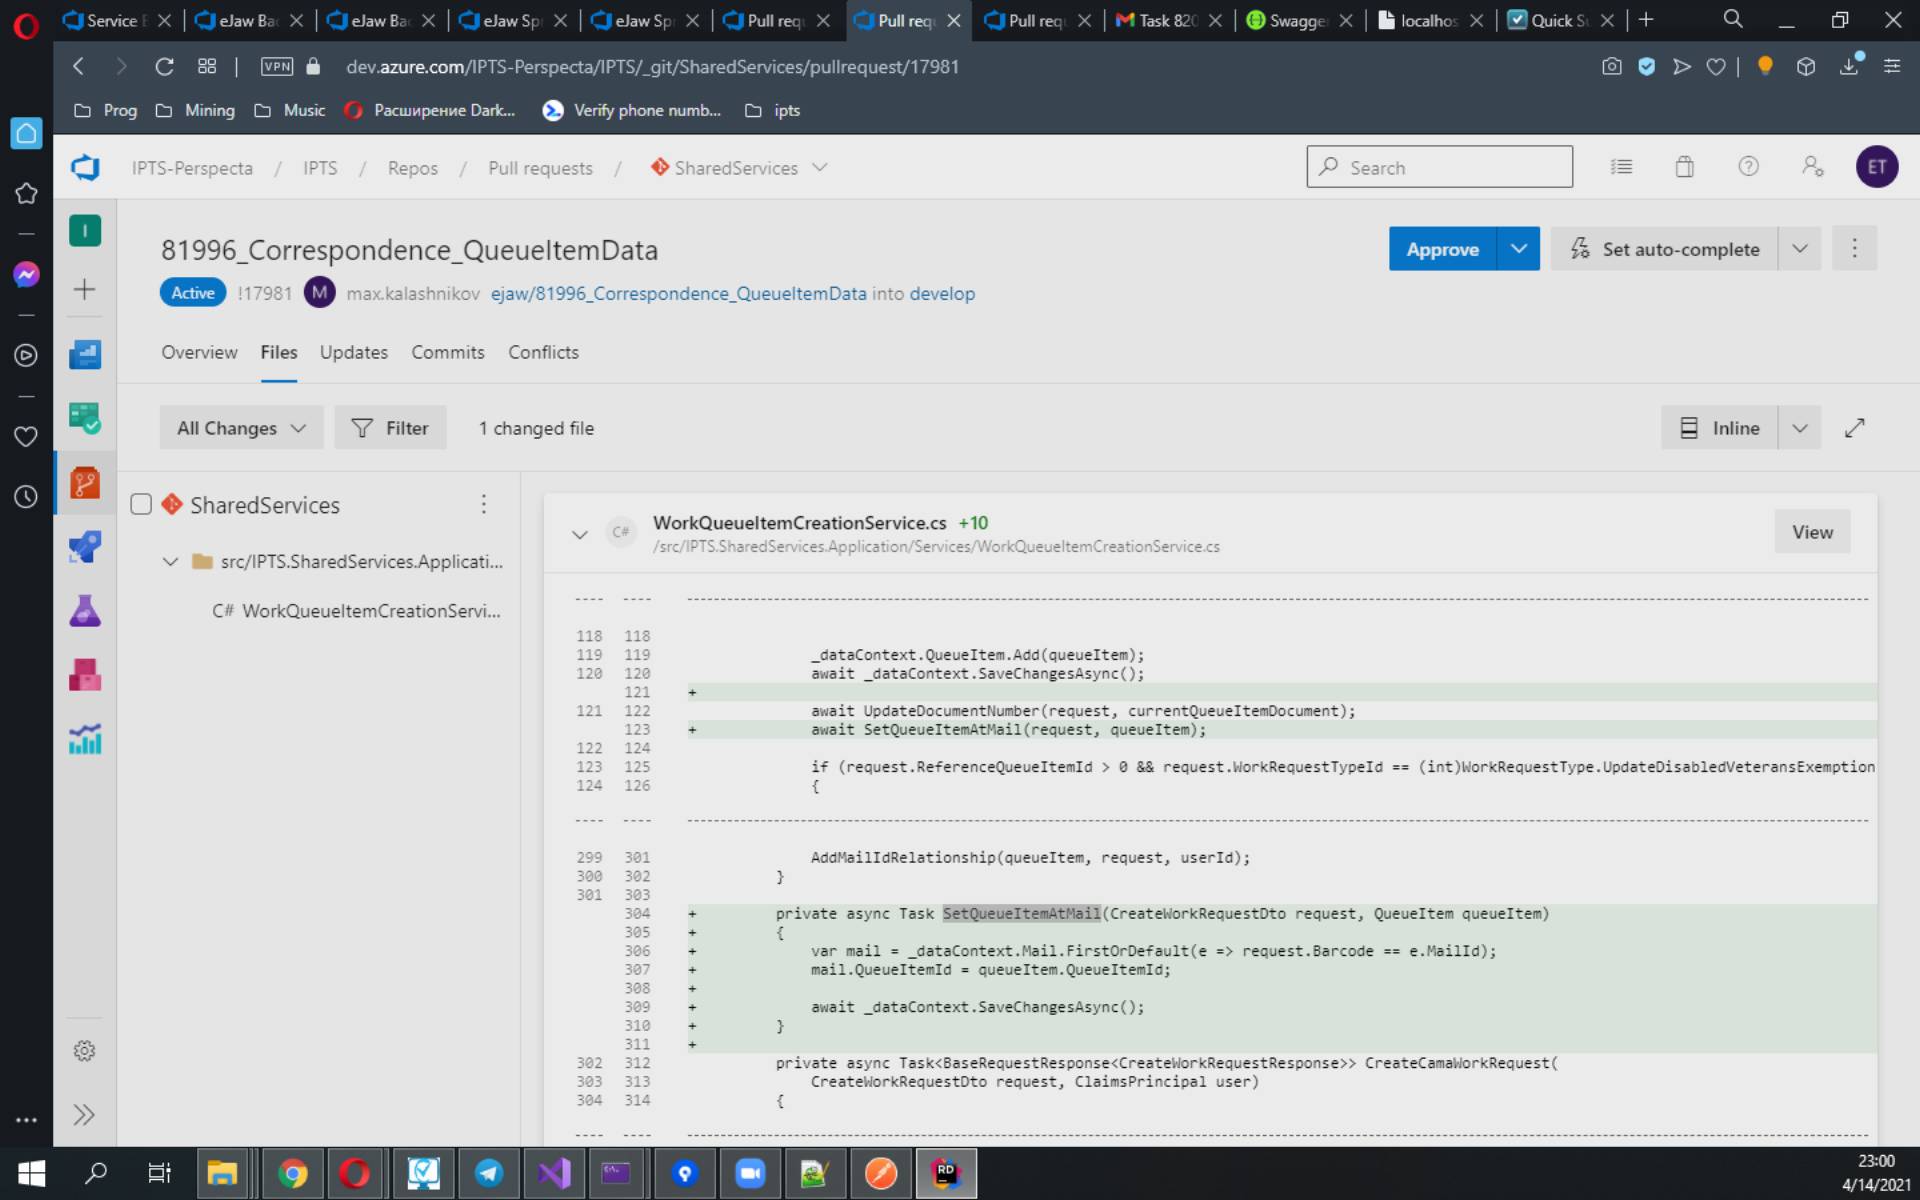 Service
eJaw Ba
eJaw Ba
eJaw Sp
eJaw Sp
Pull req
Pull req
Pull req
Task 820
Swagge
localhos
Quick
VPN
dev.azure.com/IPTS-Perspecta/IPTS/_git/SharedServices/pullrequest/17981
Prog
Mining
Music
Расширение Dark...
Verify phone numb...
ipts
IPTS-Perspecta / IPTS / Repos / Pull requests / SharedServices
Search
ET
I
81996_Correspondence_QueueItemData
Approve
Set auto-complete
Active !17981 M max.kalashnikov ejaw/81996_Correspondence_QueueItemData into develop
Overview Files Updates Commits Conflicts
All Changes
Filter
1 changed file
Inline
SharedServices
src/IPTS.SharedServices.Applicati...
C# WorkQueueItemCreationServi...
C#
WorkQueueItemCreationService.cs +10
/src/IPTS.SharedServices.Application/Services/WorkQueueItemCreationService.cs
View
---- ---- ----
118 118
119 119 _dataContext.QueueItem.Add(queueItem);
120 120 await _dataContext.SaveChangesAsync();
121 +
121 122 await UpdateDocumentNumber(request, currentQueueItemDocument);
123 + await SetQueueItemAtMail(request, queueItem);
122 124
123 125 if (request.ReferenceQueueItemId > 0 && request.WorkRequestTypeId == (int)WorkRequestType.UpdateDisabledVeteransExemption
124 126 {
---- ---- ----
299 301 AddMailIdRelationship(queueItem, request, userId);
300 302 }
301 303
304 + private async Task SetQueueItemAtMail(CreateWorkRequestDto request, QueueItem queueItem)
305 + {
306 + var mail = _dataContext.Mail.FirstOrDefault(e => request.Barcode == e.MailId);
307 + mail.QueueItemId = queueItem.QueueItemId;
308 +
309 + await _dataContext.SaveChangesAsync();
310 + }
311 +
302 312 private async Task<BaseRequestResponse<CreateWorkRequestResponse>> CreateCamaWorkRequest(
303 313 CreateWorkRequestDto request, ClaimsPrincipal user)
304 314 {
---- ---- ----
RD
23:00
4/14/2021